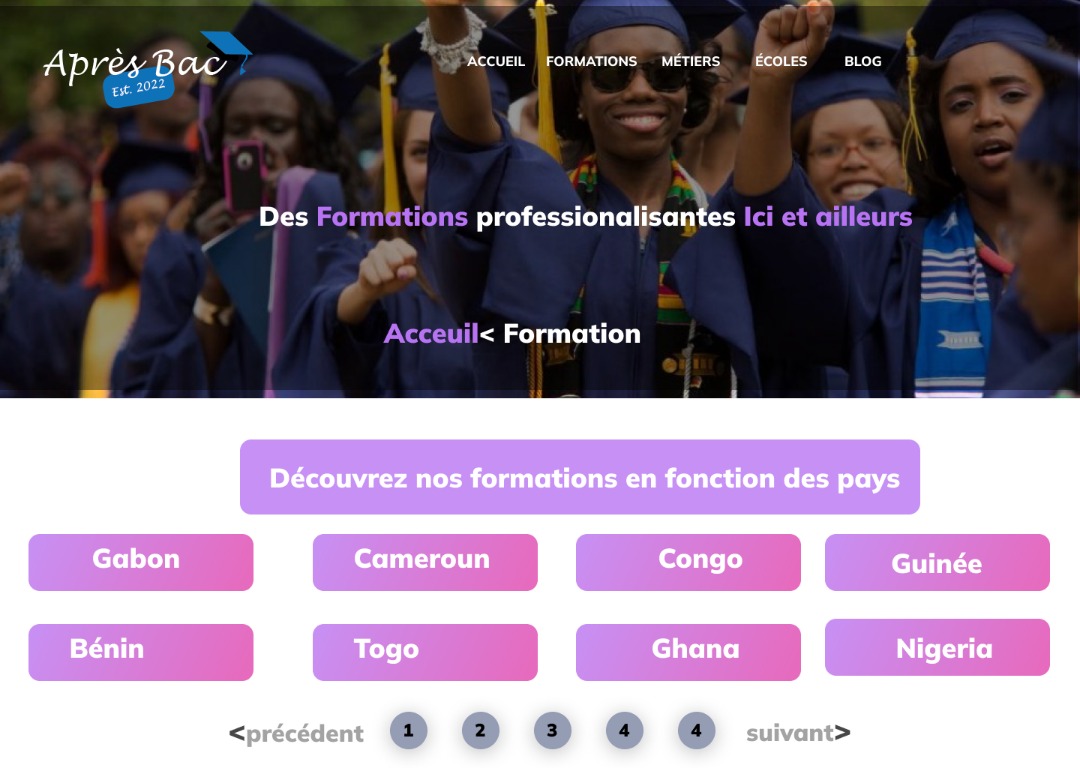 Après Bac
Est. 2022
ACCUEIL FORMATIONS MÉTIERS ÉCOLES BLOG
Des Formations professionalisantes Ici et ailleurs
Acceuil< Formation
Découvrez nos formations en fonction des pays
Gabon Cameroun Congo Guinée
Bénin Togo Ghana Nigeria
<précédent 1 2 3 4 4 suivant>